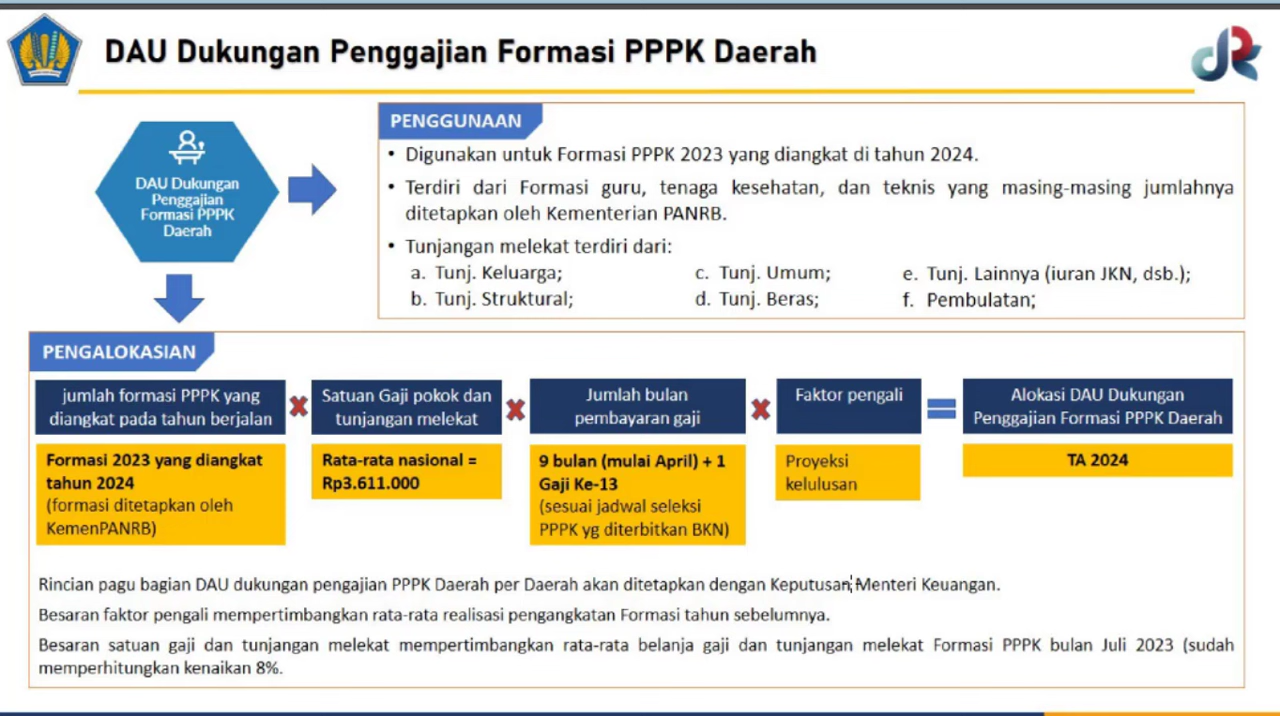 DAU Dukungan Penggajian Formasi PPPK Daerah
DAU Dukungan
Penggajian
Formasi PPPK
Daerah
PENGGUNAAN
• Digunakan untuk Formasi PPPK 2023 yang diangkat di tahun 2024.
• Terdiri dari Formasi guru, tenaga kesehatan, dan teknis yang masing-masing jumlahnya
ditetapkan oleh Kementerian PANRB.
• Tunjangan melekat terdiri dari:
a. Tunj. Keluarga;
b. Tunj. Struktural;
c. Tunj. Umum;
d. Tunj. Beras;
e. Tunj. Lainnya (iuran JKN, dsb.);
f. Pembulatan;
PENGALOKASIAN
jumlah formasi PPPK yang
diangkat pada tahun berjalan
Formasi 2023 yang diangkat
tahun 2024
(formasi ditetapkan oleh
KemenPANRB)
Satuan Gaji pokok dan
tunjangan melekat
Rata-rata nasional =
Rp3.611.000
Jumlah bulan
pembayaran gaji
9 bulan (mulai April) + 1
Gaji Ke-13
(sesuai jadwal seleksi
PPPK yg diterbitkan BKN)
Faktor pengali
Proyeksi
kelulusan
Alokasi DAU Dukungan
Penggajian Formasi PPPK Daerah
TA 2024
Rincian pagu bagian DAU dukungan pengajian PPPK Daerah per Daerah akan ditetapkan dengan Keputusan Menteri Keuangan.
Besaran faktor pengali mempertimbangkan rata-rata realisasi pengangkatan Formasi tahun sebelumnya.
Besaran satuan gaji dan tunjangan melekat mempertimbangkan rata-rata belanja gaji dan tunjangan melekat Formasi PPPK bulan Juli 2023 (sudah
memperhitungkan kenaikan 8%.